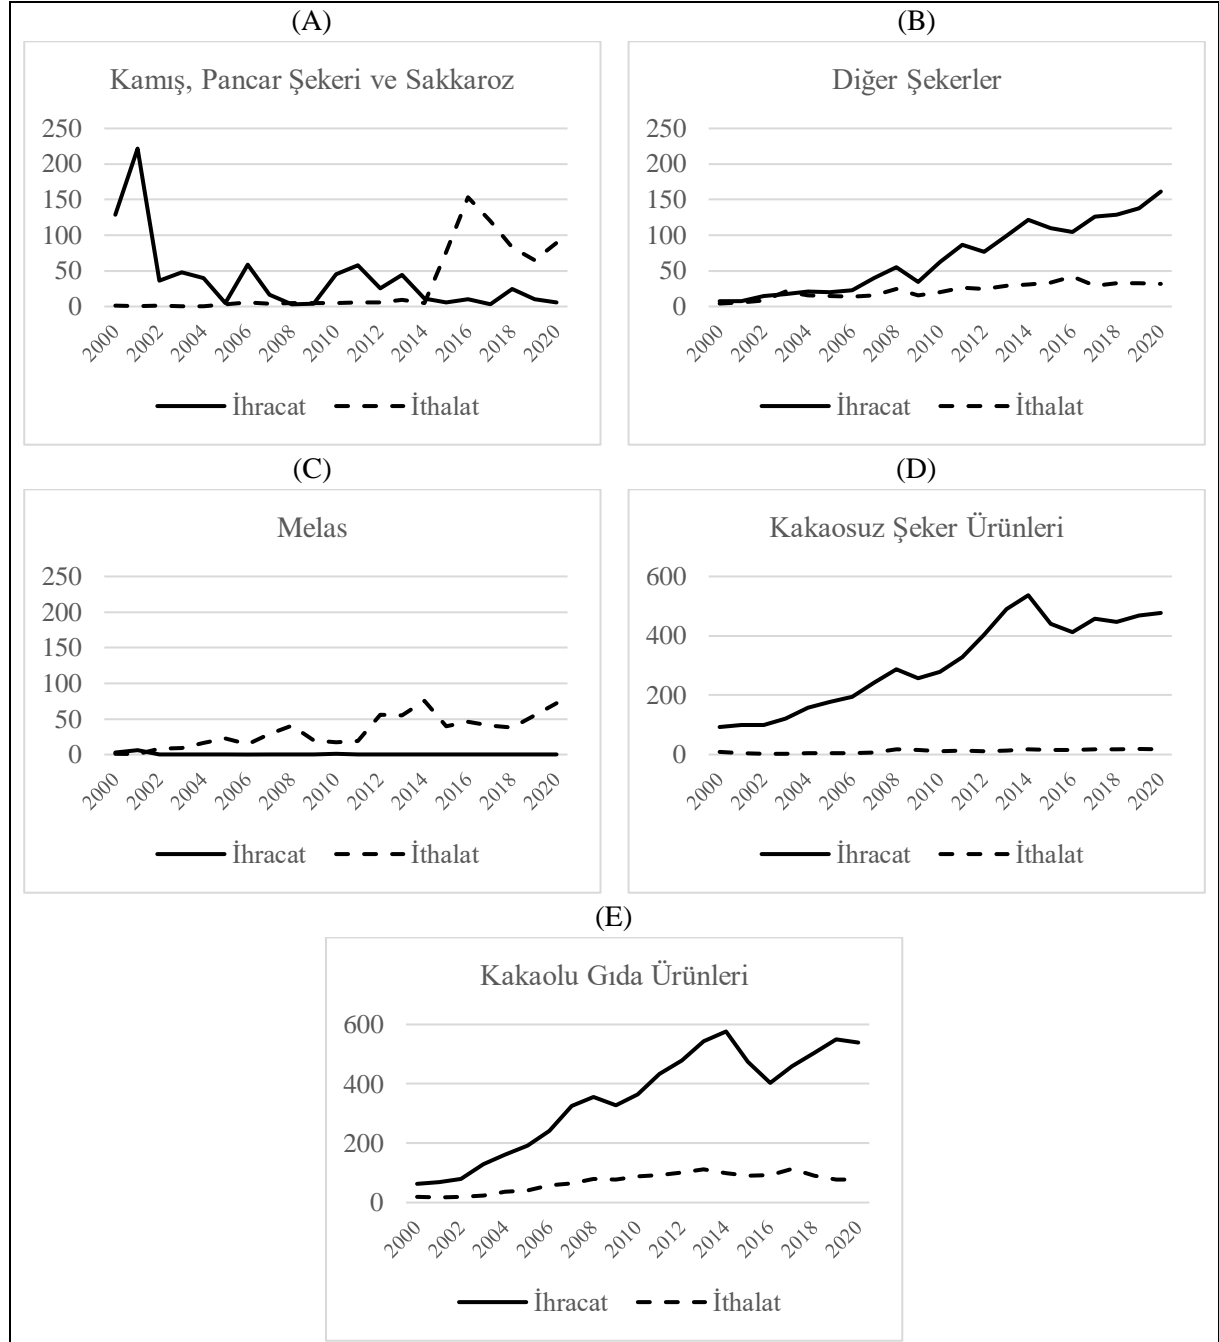 (A)
Kamış, Pancar Şekeri ve Sakkaroz
250
200
150
100
50
0
2000 2002 2004 2006 2008 2010 2012 2014 2016 2018 2020
İhracat İthalat
(B)
Diğer Şekerler
250
200
150
100
50
0
2000 2002 2004 2006 2008 2010 2012 2014 2016 2018 2020
İhracat İthalat
(C)
Melas
250
200
150
100
50
0
2000 2002 2004 2006 2008 2010 2012 2014 2016 2018 2020
İhracat İthalat
(D)
Kakaosuz Şeker Ürünleri
600
400
200
0
2000 2002 2004 2006 2008 2010 2012 2014 2016 2018 2020
İhracat İthalat
(E)
Kakaolu Gıda Ürünleri
600
400
200
0
2000 2002 2004 2006 2008 2010 2012 2014 2016 2018 2020
İhracat İthalat